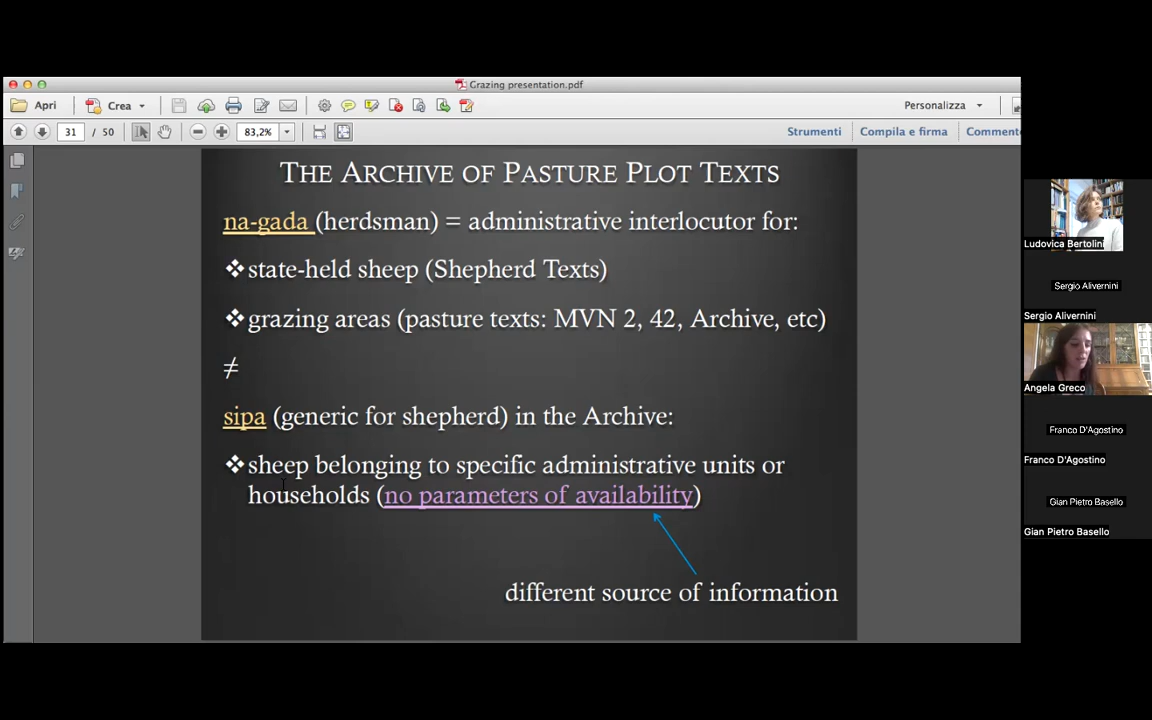 Grazing presentation.pdf
Apri
Crea
Personalizza
31 / 50
83,2%
Strumenti
Compila e firma
Comment
THE ARCHIVE OF PASTURE PLOT TEXTS
na-gada (herdsman) = administrative interlocutor for:
❖state-held sheep (Shepherd Texts)
❖grazing areas (pasture texts: MVN 2, 42, Archive, etc)
≠
sipa (generic for shepherd) in the Archive:
❖sheep belonging to specific administrative units or
households (no parameters of availability)
different source of information
Ludovica Bertolini
Sergio Alivernini
Sergio Alivernini
Angela Greco
Franco D'Agostino
Franco D'Agostino
Gian Pietro Basello
Gian Pietro Basello